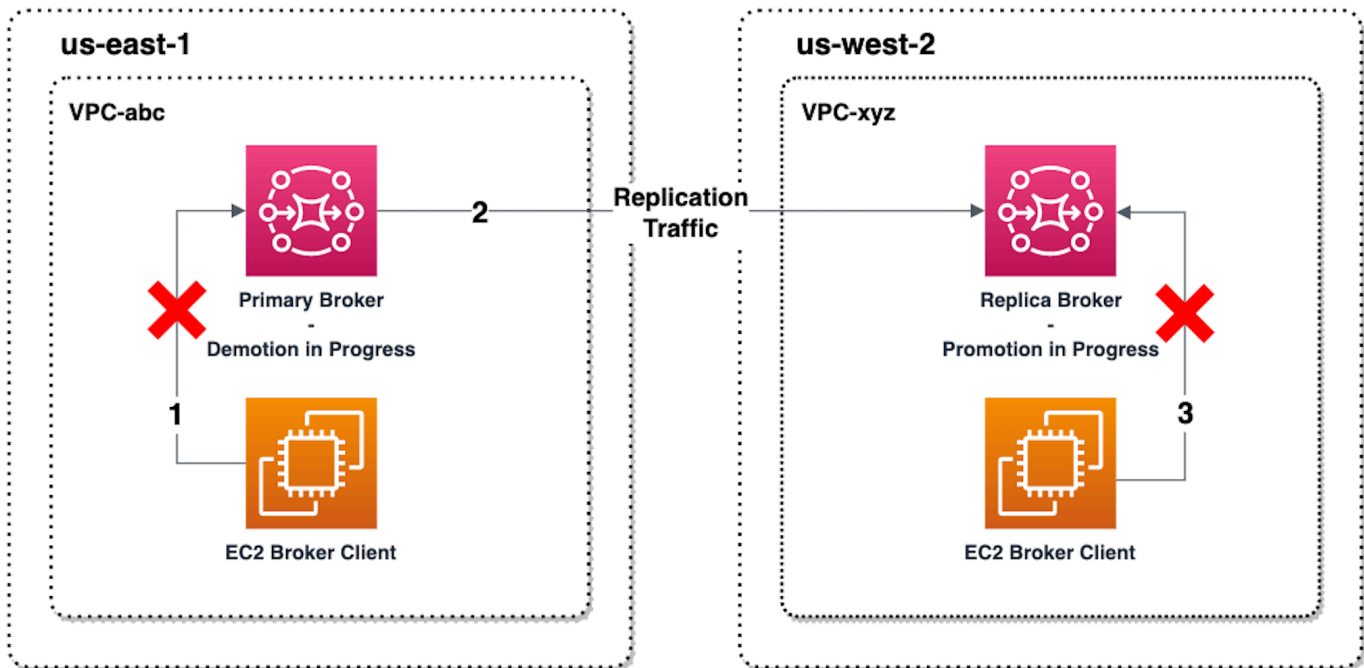 us-east-1
VPC-abc
Primary Broker
-
Demotion in Progress
1
EC2 Broker Client
2
Replication
Traffic
us-west-2
VPC-xyz
Replica Broker
-
Promotion in Progress
3
EC2 Broker Client